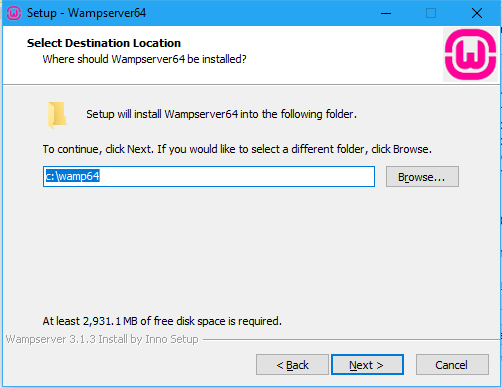 Setup - Wampserver64
Select Destination Location
Where should Wampserver64 be installed?
Setup will install Wampserver64 into the following folder.
To continue, click Next. If you would like to select a different folder, click Browse.
c:\wamp64
Browse...
At least 2,931.1 MB of free disk space is required.
Wampserver 3.1.3 Install by Inno Setup
< Back
Next >
Cancel